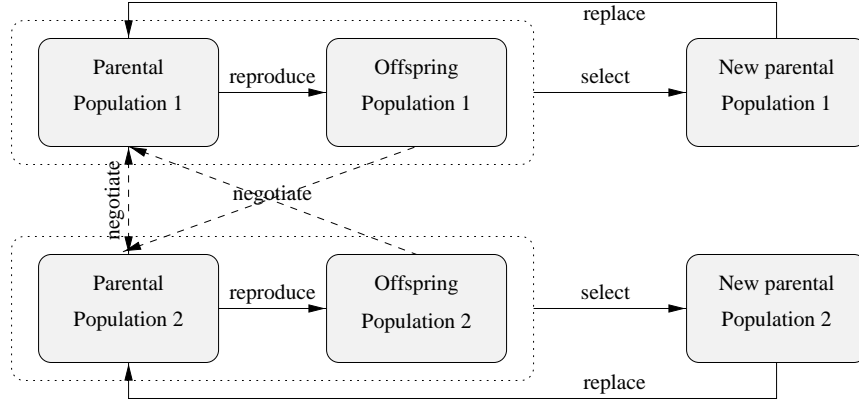 replace
Parental
Population 1
reproduce
Offspring
Population 1
select
New parental
Population 1
negotiate
negotiate
Parental
Population 2
reproduce
Offspring
Population 2
select
New parental
Population 2
replace